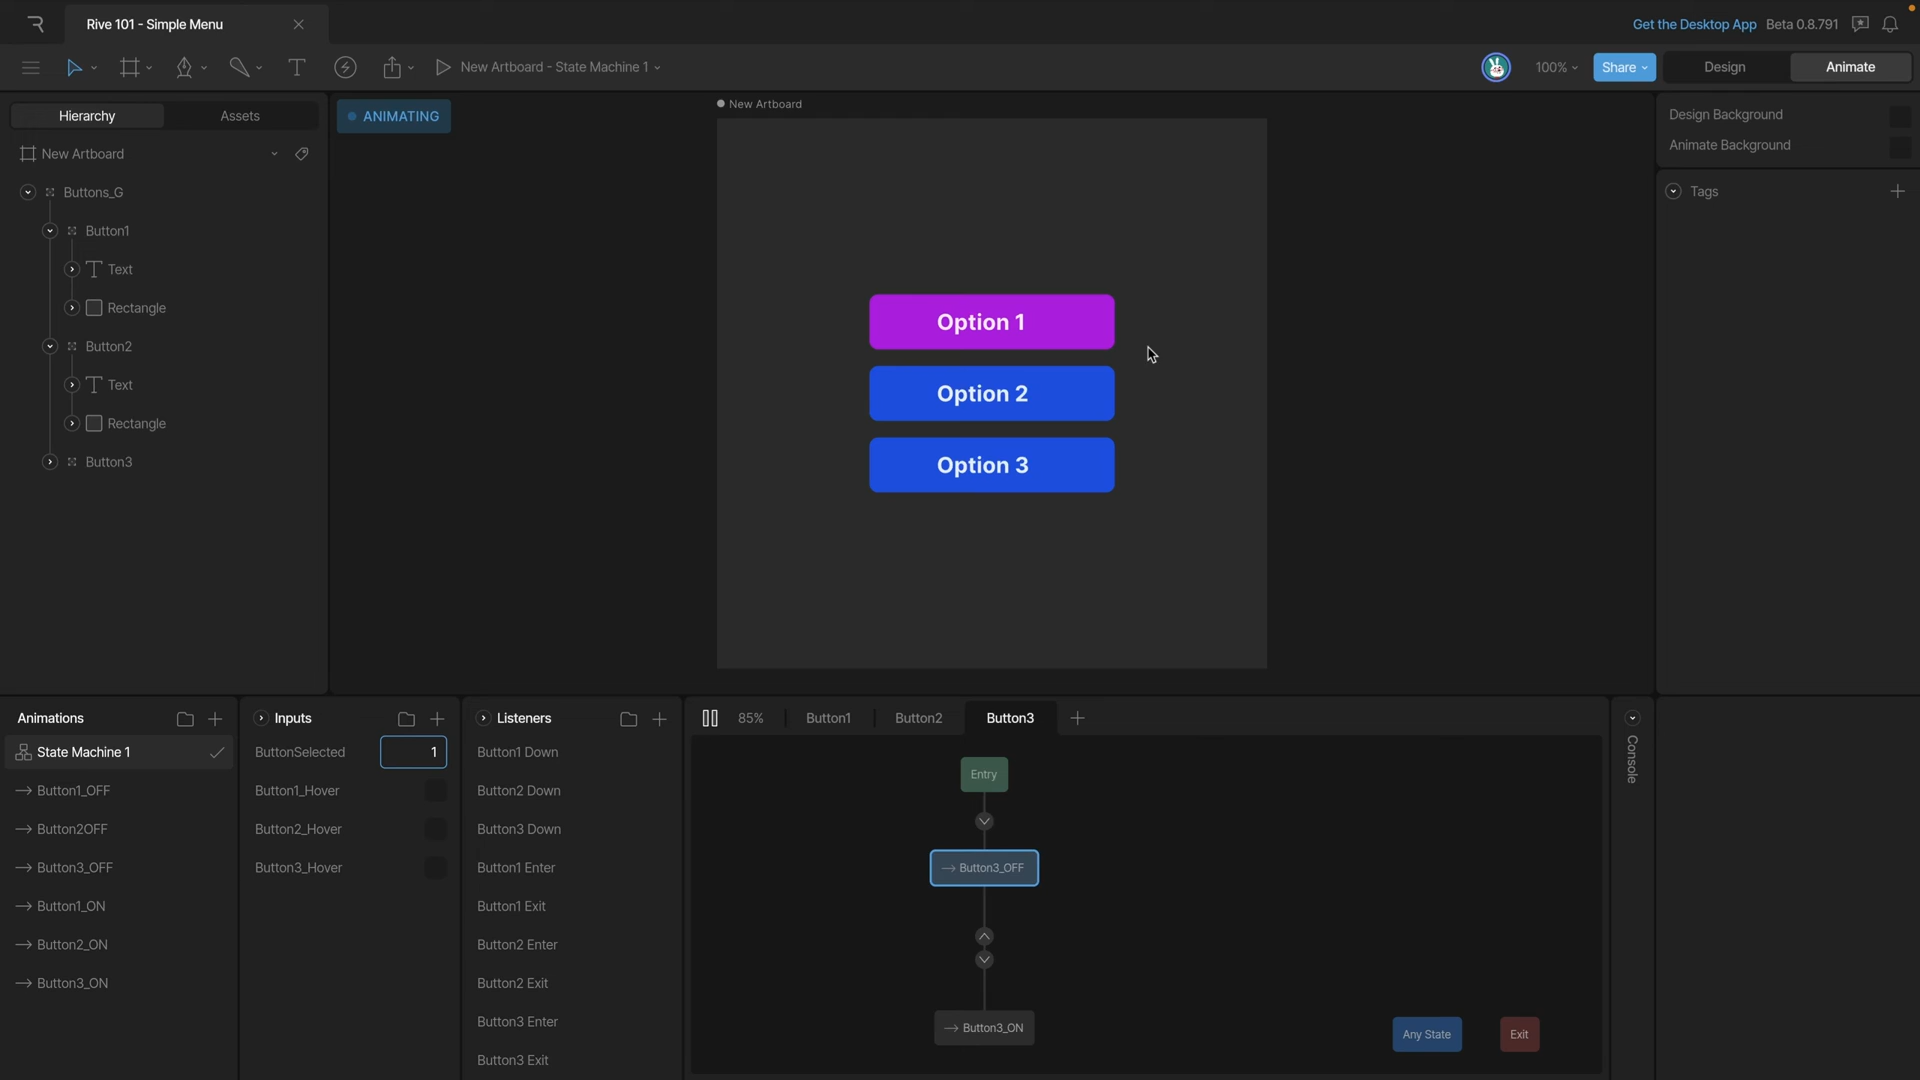 Rive 101 - Simple Menu
Get the Desktop App
Beta 0.8.791
New Artboard - State Machine 1
100%
Share
Design
Animate
Hierarchy
Assets
ANIMATING
New Artboard
Design Background
Animate Background
New Artboard
Tags
Buttons_G
Button1
Text
Rectangle
Button2
Text
Rectangle
Button3
Option 1
Option 2
Option 3
Animations
State Machine 1
Button1_OFF
Button2OFF
Button3_OFF
Button1_ON
Button2_ON
Button3_ON
Inputs
ButtonSelected
1
Button1_Hover
Button2_Hover
Button3_Hover
Listeners
Button1 Down
Button2 Down
Button3 Down
Button1 Enter
Button1 Exit
Button2 Enter
Button2 Exit
Button3 Enter
Button3 Exit
85%
Button1
Button2
Button3
Entry
Button3_OFF
Button3_ON
Any State
Exit
Console